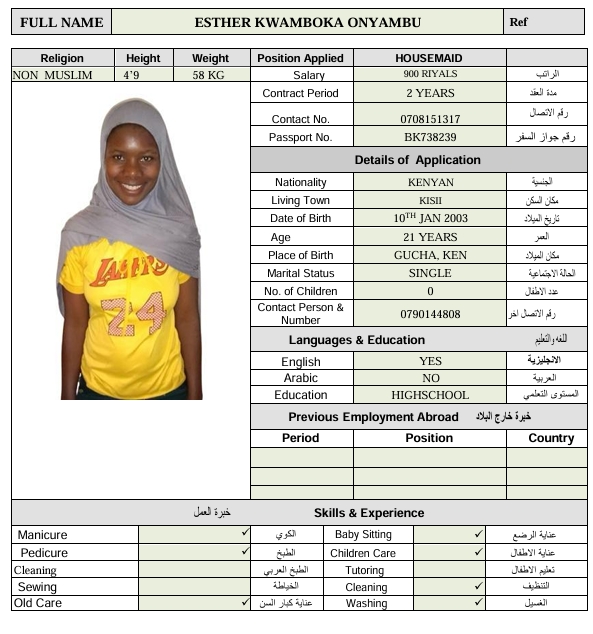 FULL NAME ESTHER KWAMBOKA ONYAMBU Ref
Religion Height Weight Position Applied HOUSEMAID
NON MUSLIM 4'9 58 KG Salary 900 RIYALS الراتب
Contract Period 2 YEARS مدة العقد
Contact No. 0708151317 رقم الاتصال
Passport No. BK738239 رقم جواز السفر
Details of Application
Nationality KENYAN الجنسية
Living Town KISII مكان السكن
Date of Birth 10TH JAN 2003 تاريخ الميلاد
Age 21 YEARS العمر
Place of Birth GUCHA, KEN مكان الميلاد
Marital Status SINGLE الحالة الاجتماعية
No. of Children 0 عدد الاطفال
Contact Person &
Number 0790144808 رقم الاتصال اخر
Languages & Education اللغه والتعليم
English YES الانجليزية
Arabic NO العربية
Education HIGHSCHOOL المستوى التعلمي
Previous Employment Abroad خبرة خارج البلاد
Period Position Country
LAKERS
24
خبرة العمل Skills & Experience
Manicure ✓ الكوي Baby Sitting ✓ عناية الرضع
Pedicure ✓ الطبخ Children Care ✓ عناية الاطفال
Cleaning الطبخ العربي Tutoring تعليم الاطفال
Sewing الخياطة Cleaning ✓ التنظيف
Old Care ✓ عناية كبار السن Washing ✓ الغسيل